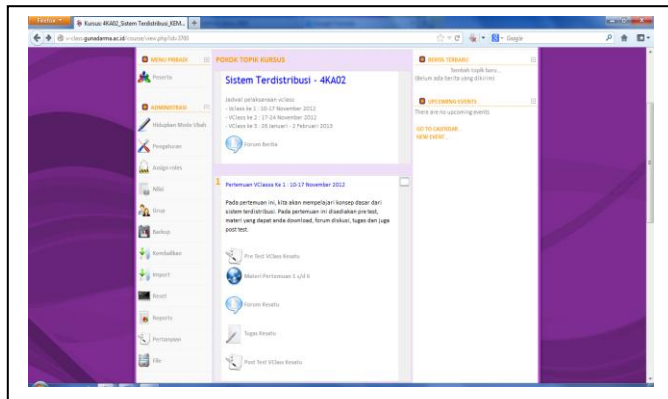 Firefox
Kursus: 4KA02_Sistem Terdistribusi_KEM...
v-class.gunadarma.ac.id/course/view.php?id=
Google
MENU PRIBADI
Peserta
ADMINISTRASI
Hidupkan Mode Ubah
Pengaturan
Assign roles
Nilai
Grup
Backup
Kembalikan
Import
Reset
Reports
Pertanyaan
File
POKOK TOPIK KURSUS
Sistem Terdistribusi - 4KA02
Jadwal pelaksanaan vclass:
- VClass ke 1 : 10-17 November 2012
- VClass ke 2 : 17-24 November 2012
- VClass ke 3 : 26 Januari - 2 Februari 2013
Forum Berita
1
Pertemuan VClass Ke 1 : 10-17 November 2012
Pada pertemuan ini, kita akan mempelajari konsep dasar dari
sistem terdistribusi. Pada pertemuan ini disediakan pre test,
materi yang dapat anda download, forum diskusi, tugas dan juga
post test.
Pre Test VClass Kesatu
Materi Pertemuan 1 s/d 6
Forum Kesatu
Tugas Kesatu
Post Test VClass Kesatu
BERITA TERBARU
Tambah topik baru...
(Belum ada berita yang dikirim)
UPCOMING EVENTS
There are no upcoming events
GO TO CALENDAR...
NEW EVENT...